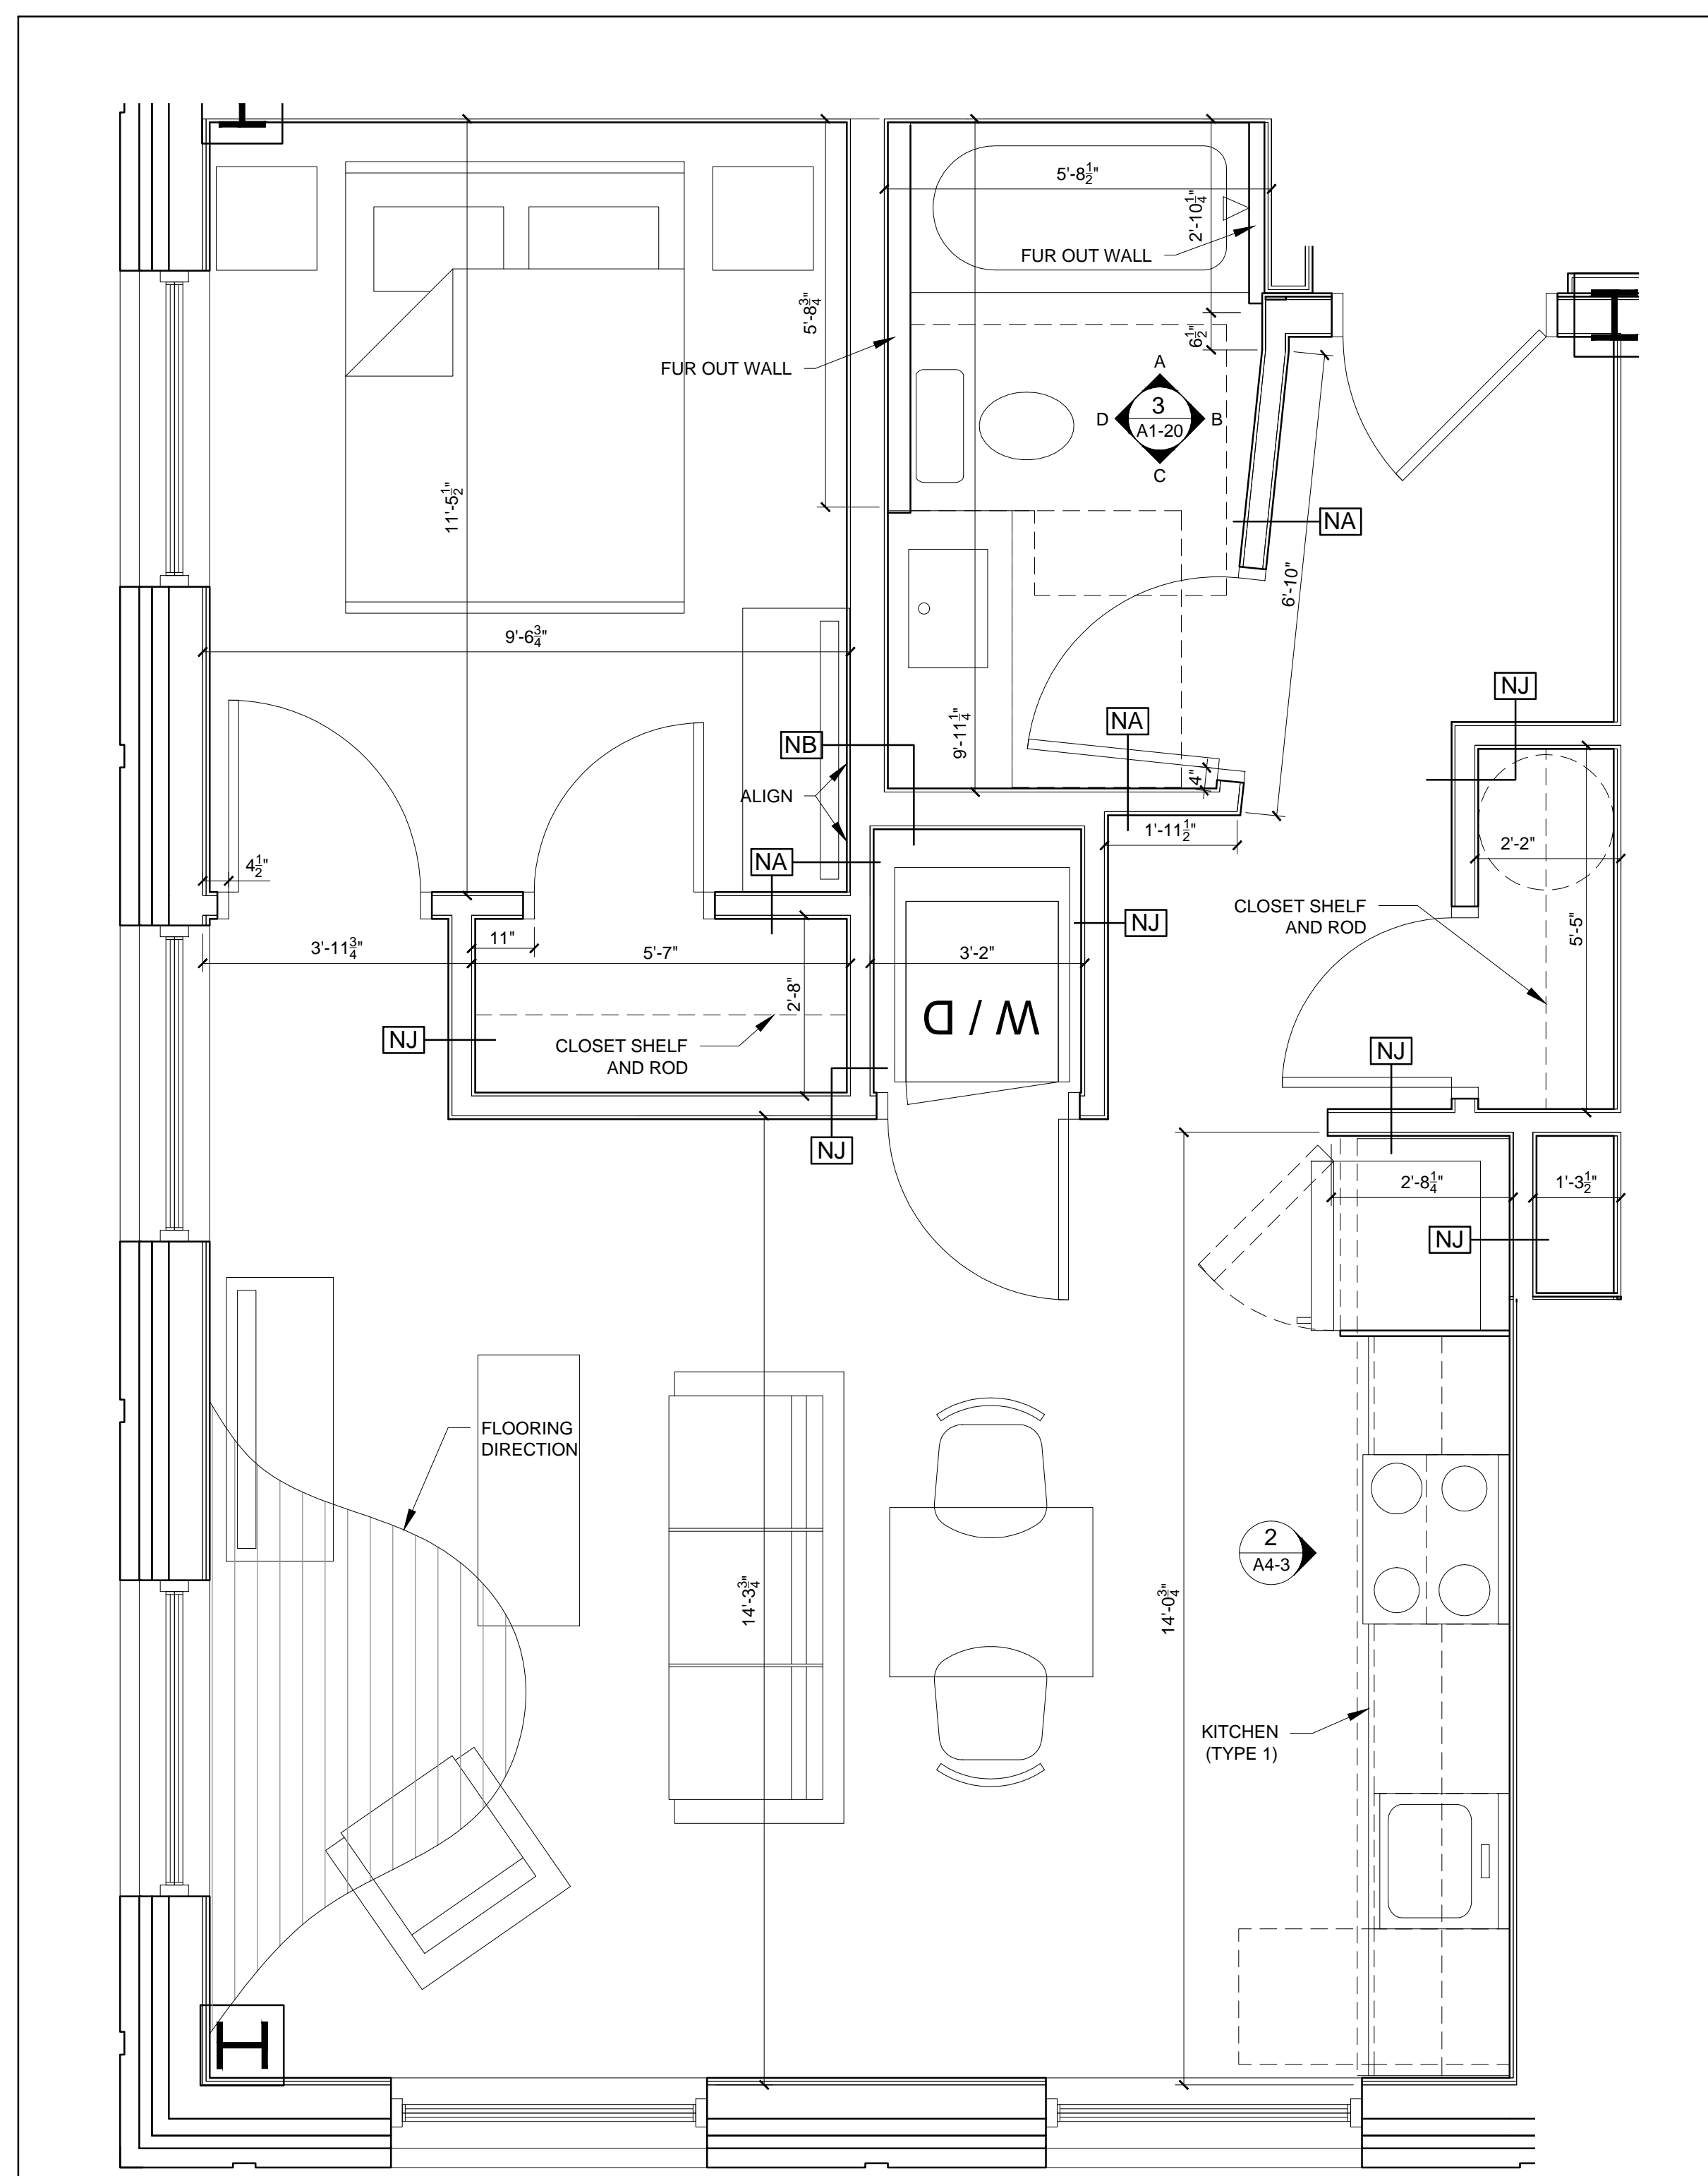 5'-8 1/2"
2'-10 1/4"
FUR OUT WALL
5'-8 3/4"
6 1/2"
FUR OUT WALL
A
3
D
B
A1-20
C
11'-5 1/2"
NA
6'-10"
9'-6 3/4"
NJ
NA
NB
9'-11 1/4"
4"
ALIGN
1'-11 1/2"
2'-2"
4 1/2"
NA
CLOSET SHELF
AND ROD
NJ
5'-5"
11"
3'-11 3/4"
5'-7"
3'-2"
2'-8"
W / D
NJ
CLOSET SHELF
AND ROD
NJ
NJ
2'-8 1/4"
1'-3 1/2"
NJ
FLOORING
DIRECTION
2
A4-3
14'-3 3/4"
14'-0 3/4"
KITCHEN
(TYPE 1)